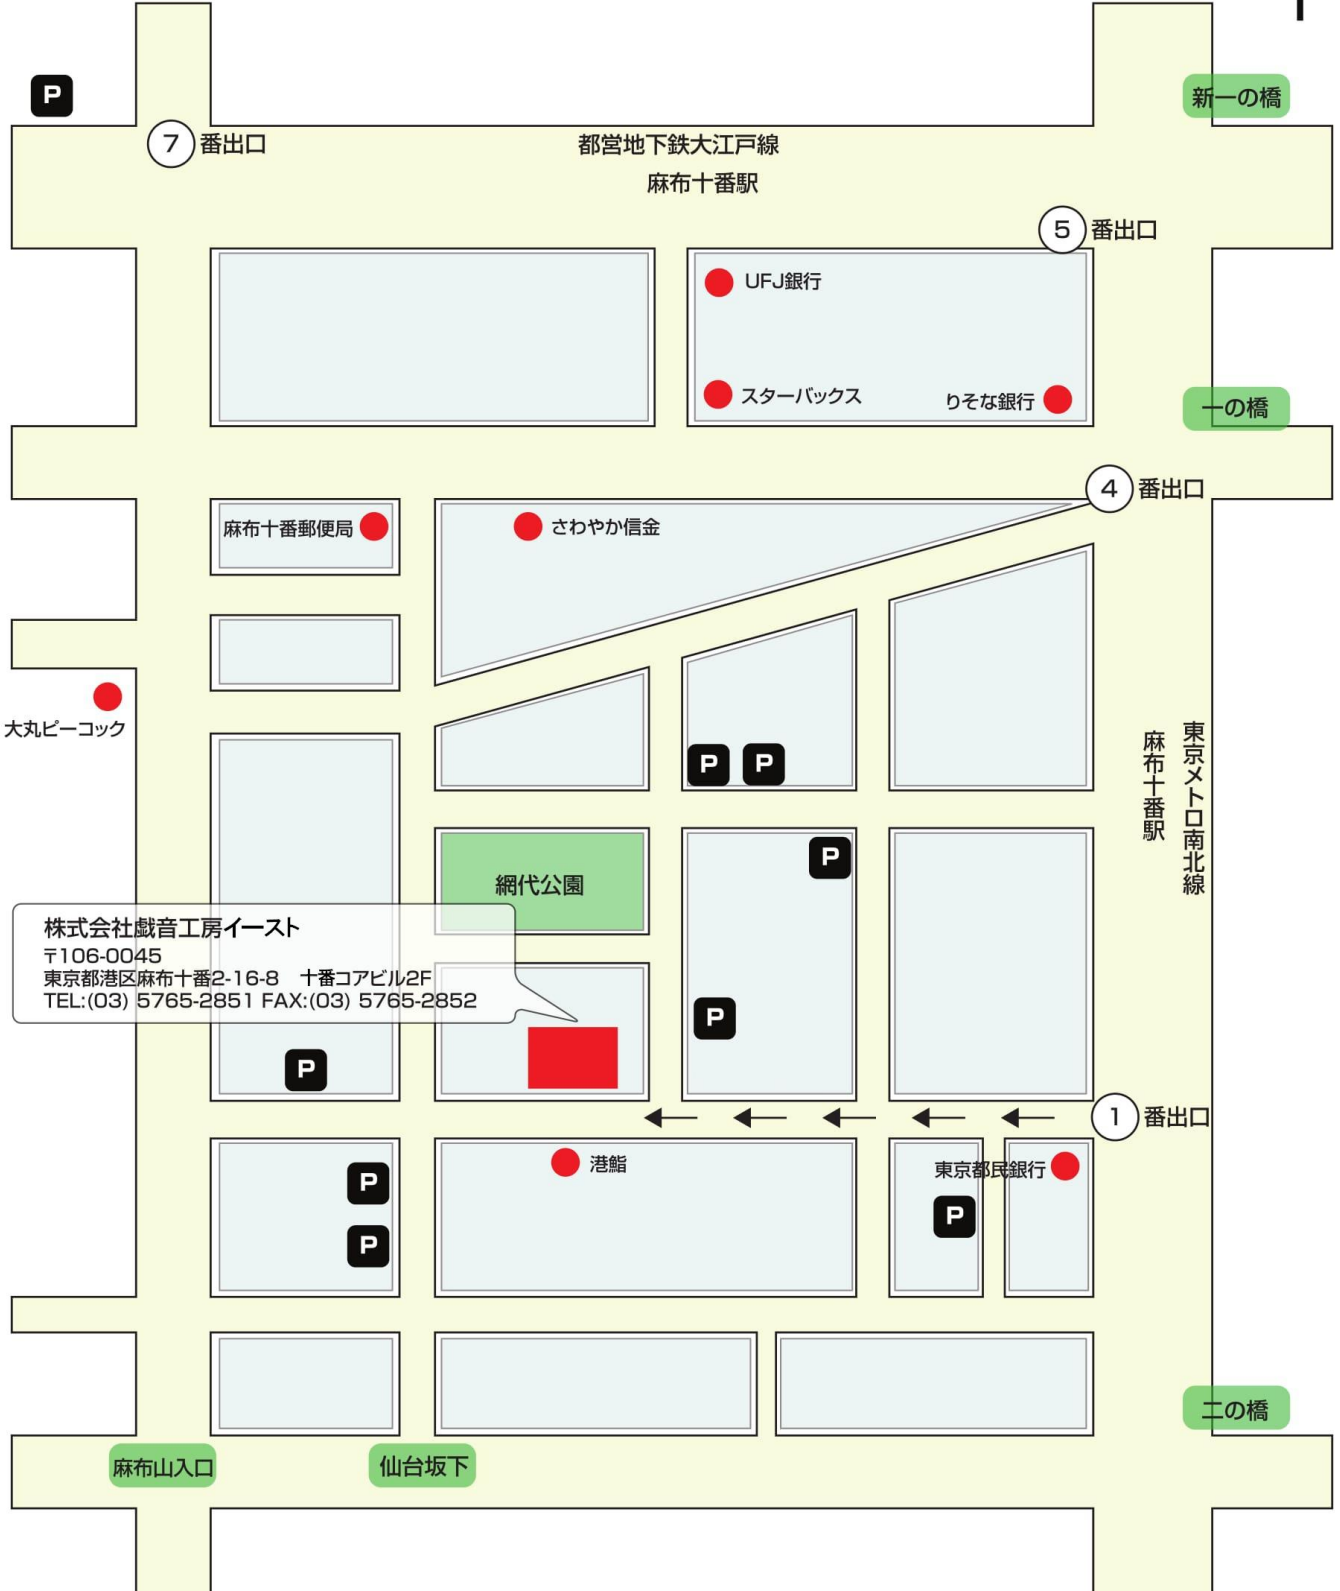 P
新一の橋
7 番出口
都営地下鉄大江戸線
麻布十番駅
5 番出口
UFJ銀行
スターバックス
りそな銀行
一の橋
4 番出口
麻布十番郵便局
さわやか信金
大丸ピーコック
P P
東京メトロ南北線
麻布十番駅
P
網代公園
株式会社戯音工房イースト
〒106-0045
東京都港区麻布十番2-16-8　十番コアビル2F
TEL:(03) 5765-2851 FAX:(03) 5765-2852
P
P
1 番出口
港鮨
東京都民銀行
P
P
P
二の橋
麻布山入口
仙台坂下